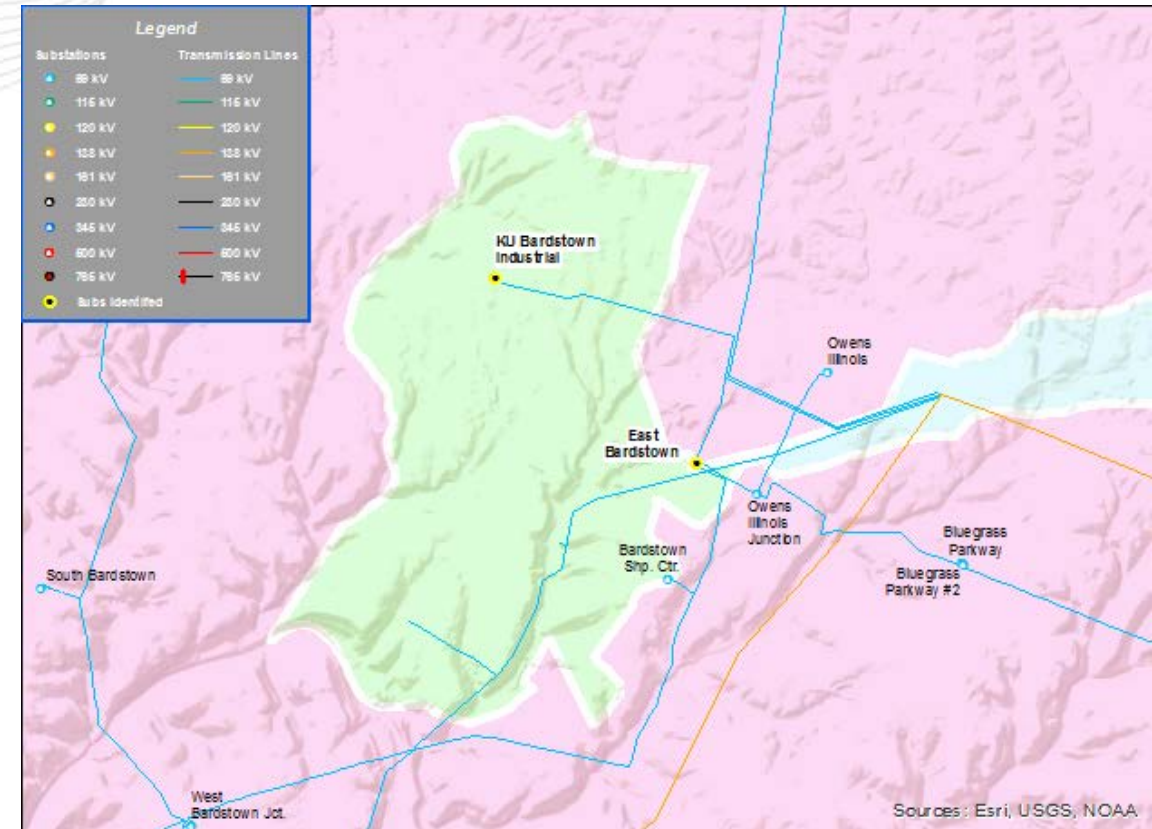 Legend
Substations Transmission Lines
69 kV 69 kV
115 kV 115 kV
120 kV 120 kV
138 kV 138 kV
161 kV 161 kV
230 kV 230 kV
345 kV 345 kV
500 kV 500 kV
765 kV 765 kV
Subs Identifed
KU Bardstown
Industrial
Owens
Illinois
East
Bardstown
Owens
Illinois
Junction
Bluegrass
Parkway
Bluegrass
Parkway #2
Bardstown
Shp. Ctr.
South Bardstown
West
Bardstown Jct.
Sources: Esri, USGS, NOAA